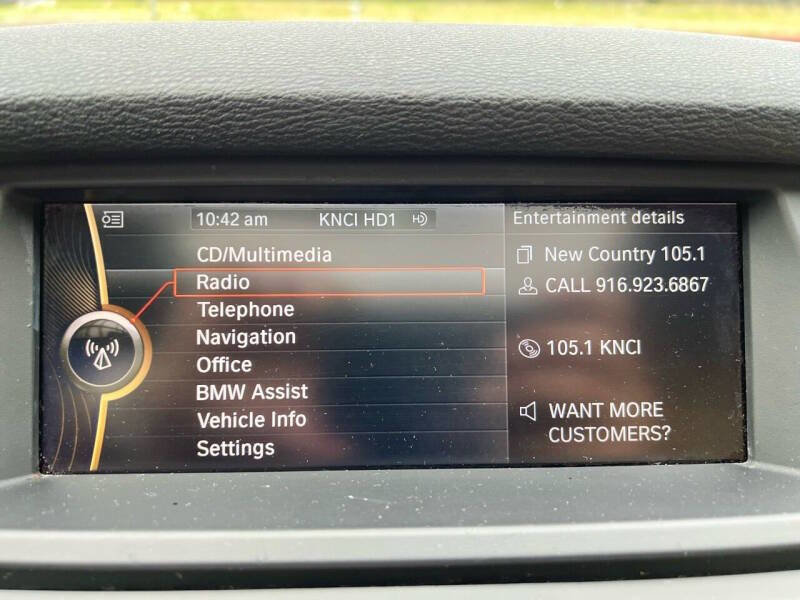 10:42 am KNCI HD1 HD
CD/Multimedia
Radio
Telephone
Navigation
Office
BMW Assist
Vehicle Info
Settings
Entertainment details
New Country 105.1
CALL 916.923.6867
105.1 KNCI
WANT MORE
CUSTOMERS?